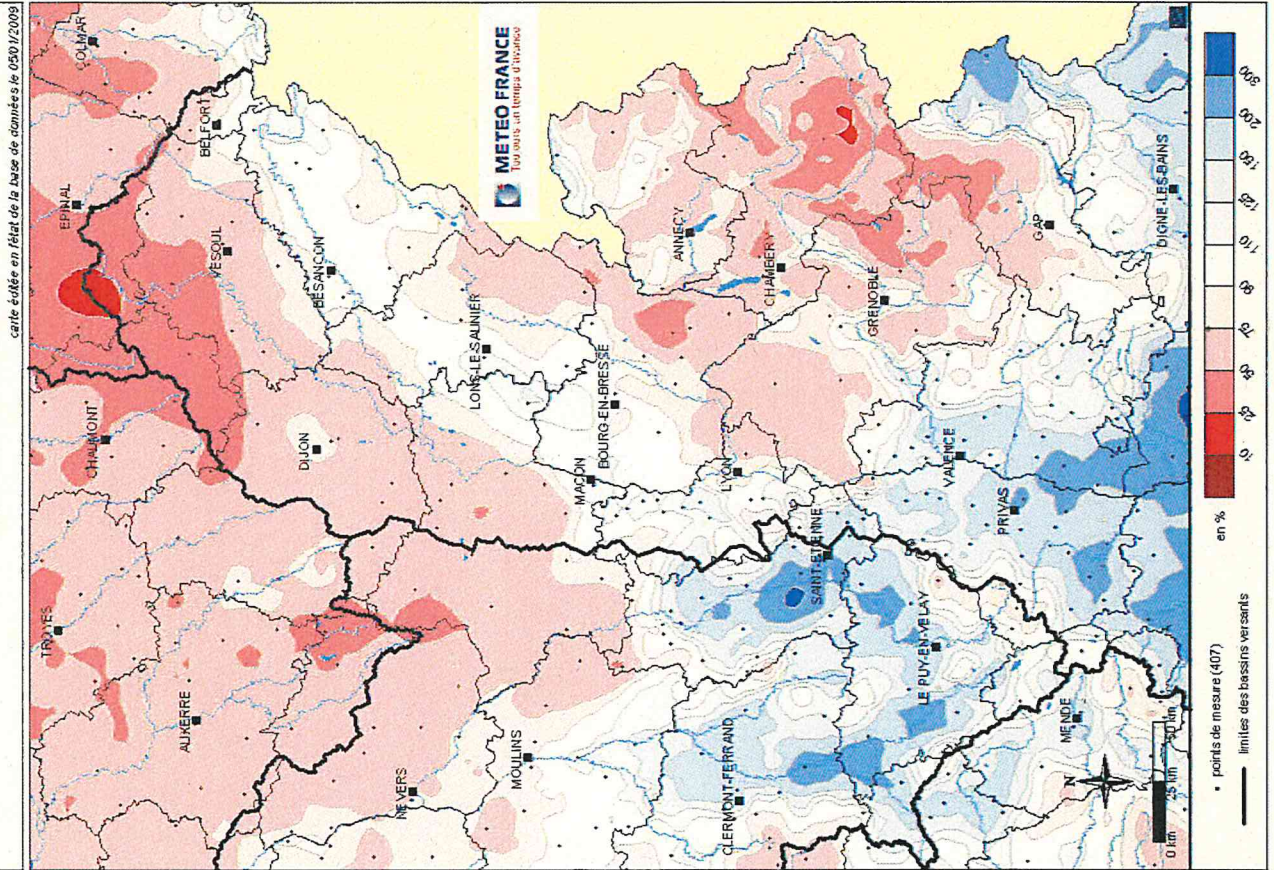 carte éditée en l'état de la base de données le 05/01/2009
TROYES
CHAUMONT
EPINAL
COLMAR
AUXERRE
VESOUL
BELFORT
DIJON
BESANCON
NEVERS
MOULINS
MACON
LONS-LE-SAUNIER
BOURG-EN-BRESSE
METEO FRANCE
Toujours un temps d'avance
CLERMONT-FERRAND
LYON
ANNECY
SAINT-ETIENNE
CHAMBERY
LE PUY-EN-VELAY
GRENOBLE
VALENCE
PRIVAS
MENDE
GAP
DIGNE-LES-BAINS
N
0 km 25 km 50 km
points de mesure (407)
limites des bassins versants
en %
10 25 50 75 90 110 125 150 200 300